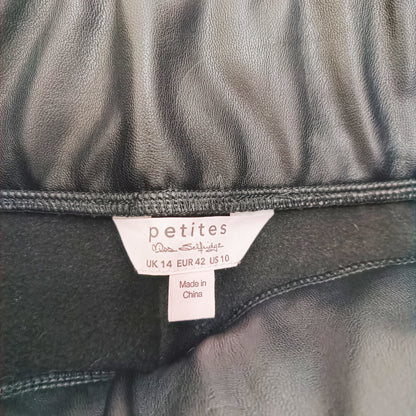 petites
Miss Selfridge
UK 14 EUR 42 US 10
Made in
China